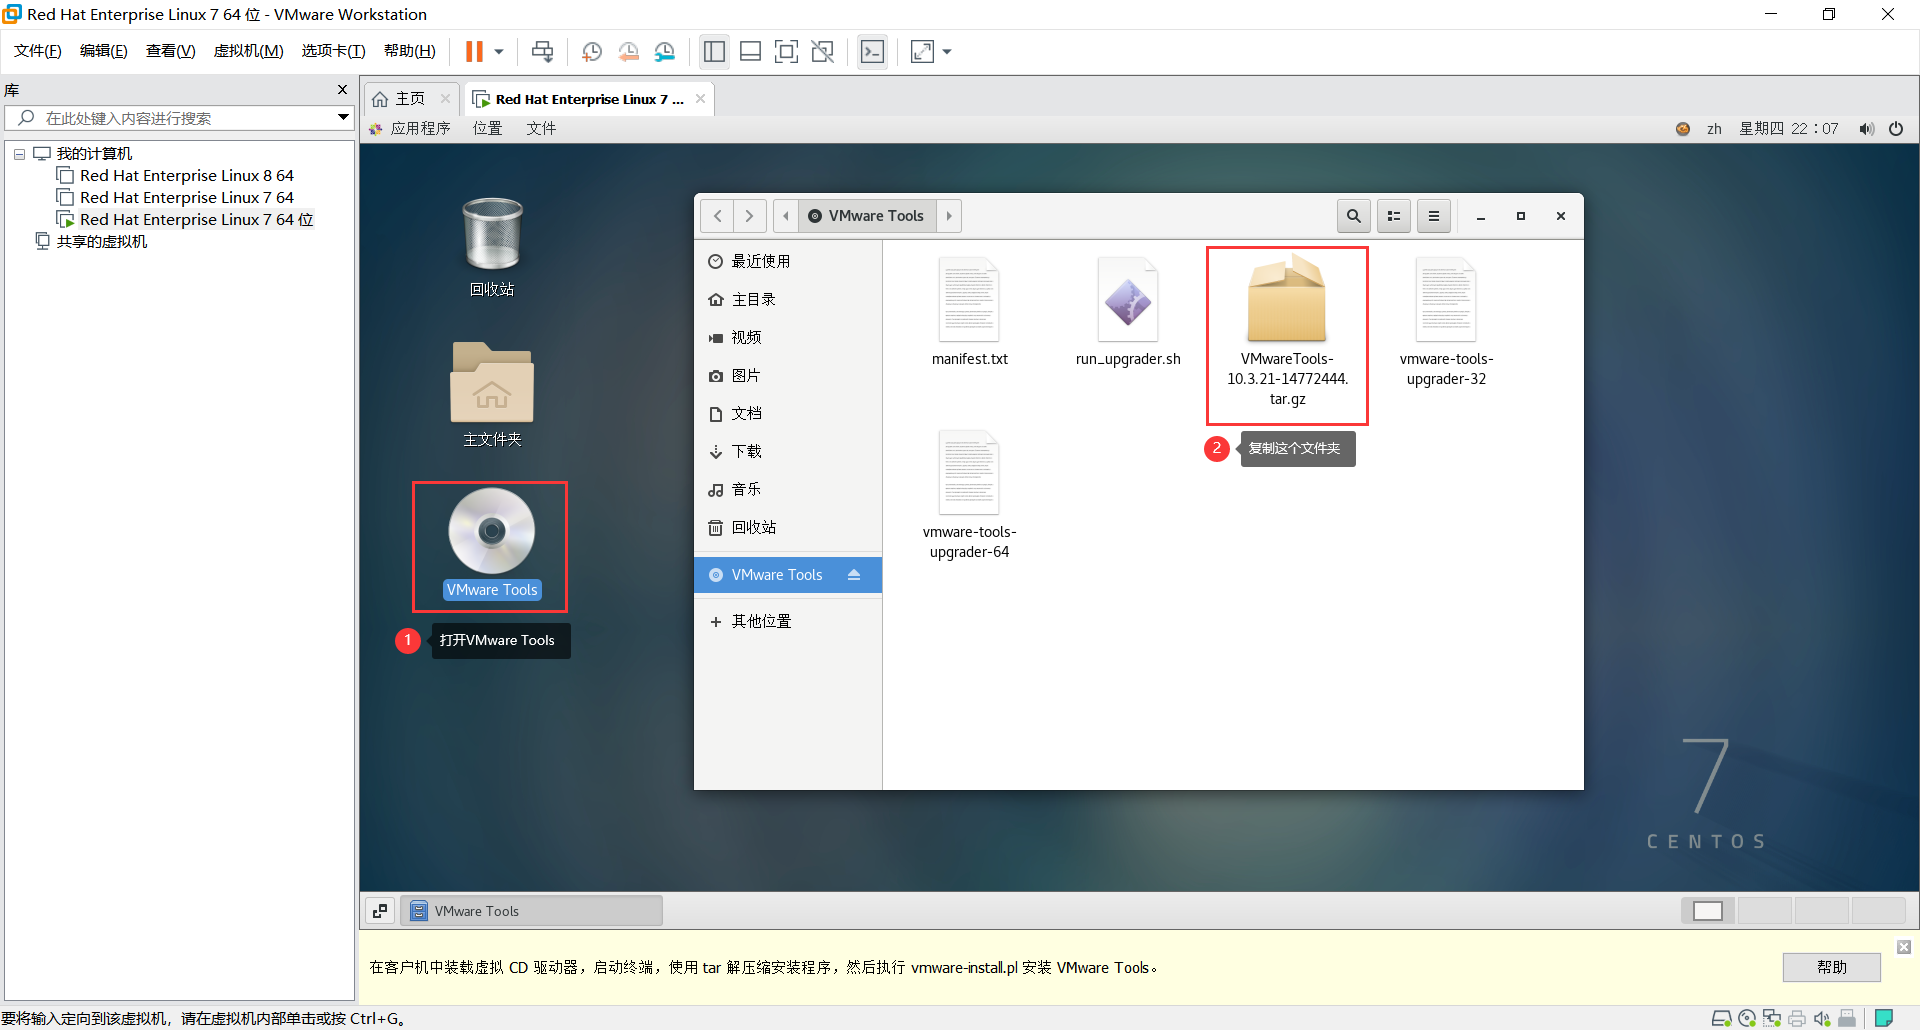 Red Hat Enterprise Linux 7 64 位 - VMware Workstation
文件(F) 编辑(E) 查看(V) 虚拟机(M) 选项卡(T) 帮助(H)
库
在此处键入内容进行搜索
我的计算机
Red Hat Enterprise Linux 8 64
Red Hat Enterprise Linux 7 64
Red Hat Enterprise Linux 7 64 位
共享的虚拟机
主页
Red Hat Enterprise Linux 7 ...
应用程序 位置 文件
zh 星期四 22：07
回收站
主文件夹
VMware Tools
1 打开VMware Tools
VMware Tools
最近使用
主目录
视频
图片
文档
下载
音乐
回收站
VMware Tools
其他位置
manifest.txt
run_upgrader.sh
VMwareTools-
10.3.21-14772444.
tar.gz
vmware-tools-
upgrader-32
2 复制这个文件夹
vmware-tools-
upgrader-64
7
CENTOS
VMware Tools
在客户机中装载虚拟 CD 驱动器，启动终端，使用 tar 解压缩安装程序，然后执行 vmware-install.pl 安装 VMware Tools。
帮助
要将输入定向到该虚拟机，请在虚拟机内部单击或按 Ctrl+G。